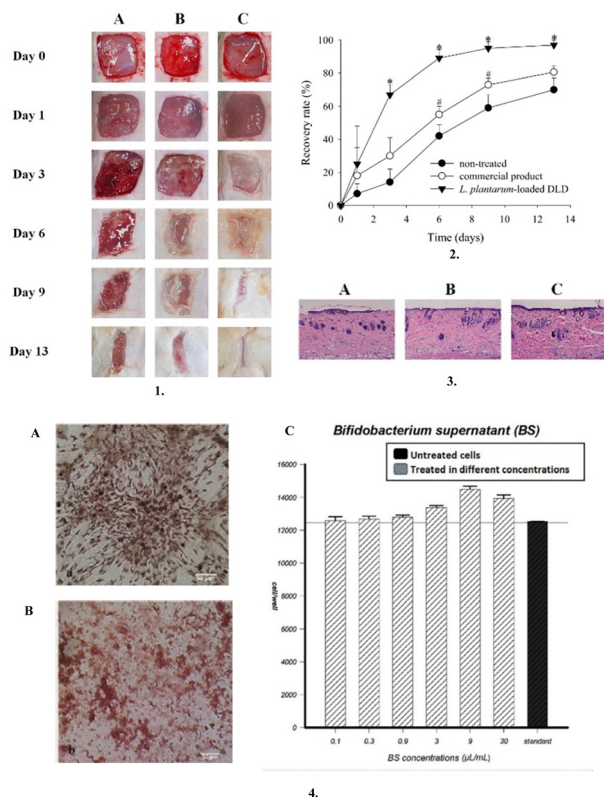 A B C
Day 0
Day 1
Day 3
Day 6
Day 9
Day 13
1.
100
80
60
40
20
0
Recovery rate (%)
* * * * *
# #
non-treated
commercial product
L. plantarum-loaded DLD
0 2 4 6 8 10 12 14
Time (days)
2.
A B C
3.
A
B
b
C
Bifidobacterium supernatant (BS)
Untreated cells
Treated in different concentrations
16000
14000
12000
10000
8000
6000
4000
2000
0
cell/well
0.1 0.3 0.9 3 9 30 standard
BS concentrations (µL/mL)
4.